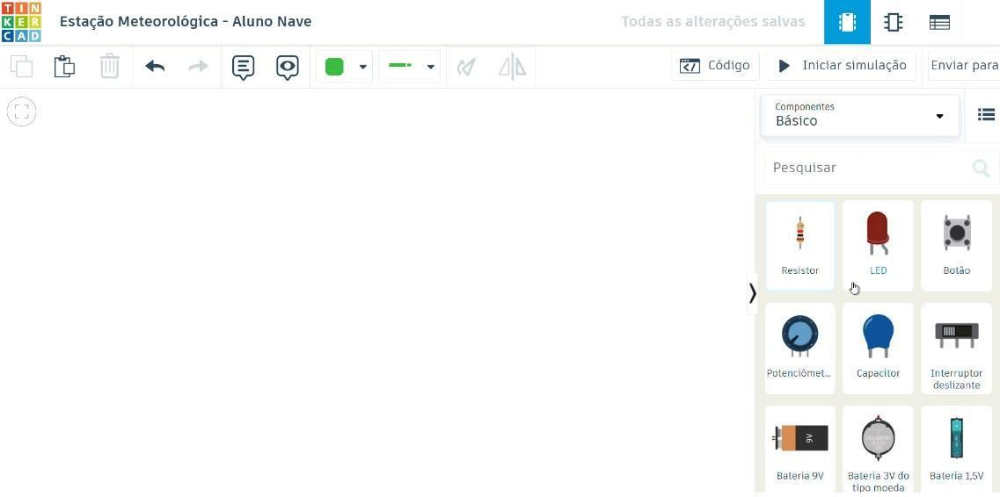 TIN
KER
CAD
Estação Meteorológica - Aluno Nave
Todas as alterações salvas
Código
Iniciar simulação
Enviar para
Componentes
Básico
Pesquisar
Resistor
LED
Botão
Potenciômet...
Capacitor
Interruptor
deslizante
9V
Bateria 9V
Bateria 3V do
tipo moeda
Bateria 1,5V